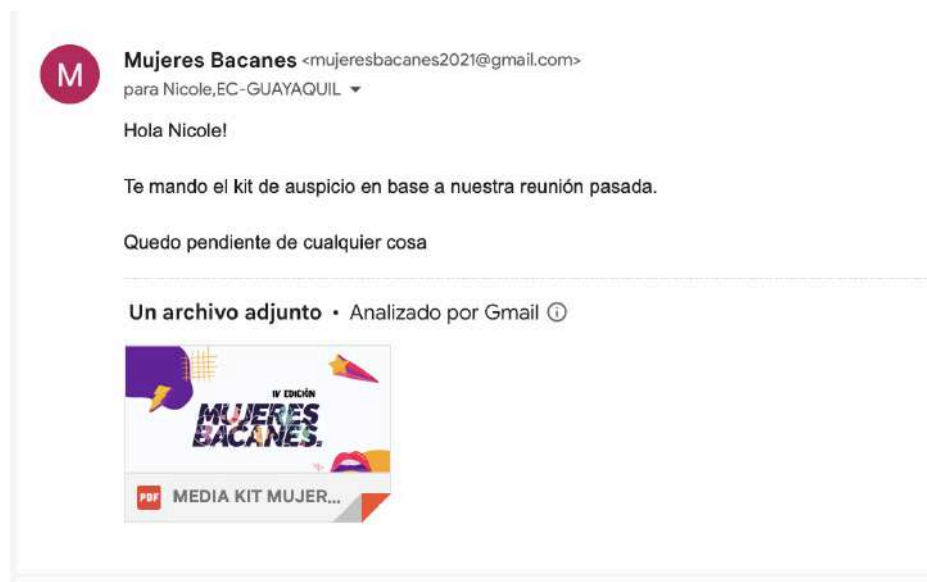 M
Mujeres Bacanes <mujeresbacanes2021@gmail.com>
para Nicole,EC-GUAYAQUIL
Hola Nicole!
Te mando el kit de auspicio en base a nuestra reunión pasada.
Quedo pendiente de cualquier cosa
Un archivo adjunto • Analizado por Gmail
IV EDICIÓN
MUJERES
BACANES.
PDF MEDIA KIT MUJER...